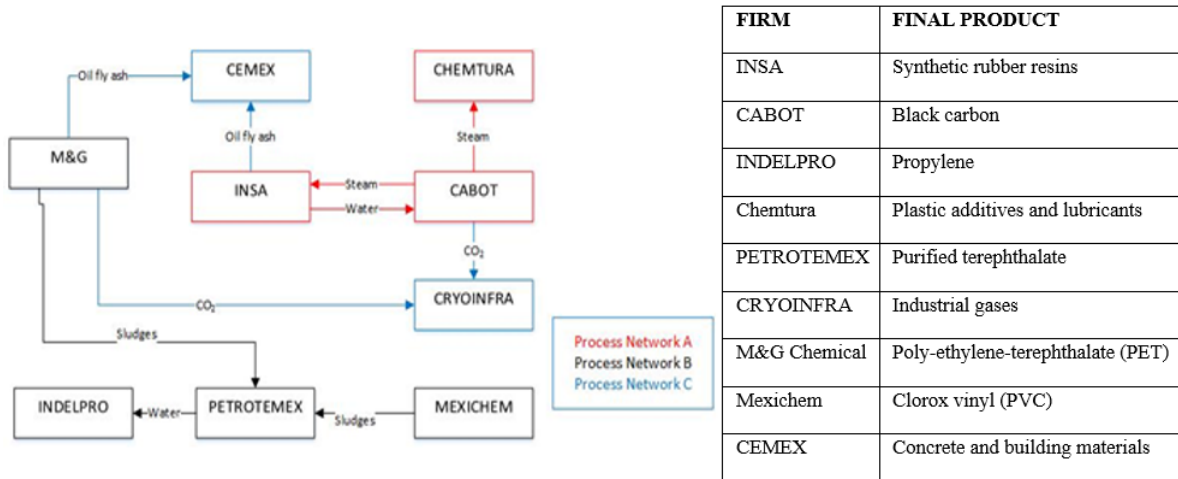 CEMEX
CHEMTURA
Oil fly ash
M&G
Oil fly ash
Steam
INSA
Steam
Water
CABOT
CO₂
CO₂
CRYOINFRA
Sludges
Process Network A
Process Network B
Process Network C
INDELPRO
Water
PETROTEMEX
Sludges
MEXICHEM
FIRM FINAL PRODUCT
INSA Synthetic rubber resins
CABOT Black carbon
INDELPRO Propylene
Chemtura Plastic additives and lubricants
PETROTEMEX Purified terephthalate
CRYOINFRA Industrial gases
M&G Chemical Poly-ethylene-terephthalate (PET)
Mexichem Clorox vinyl (PVC)
CEMEX Concrete and building materials